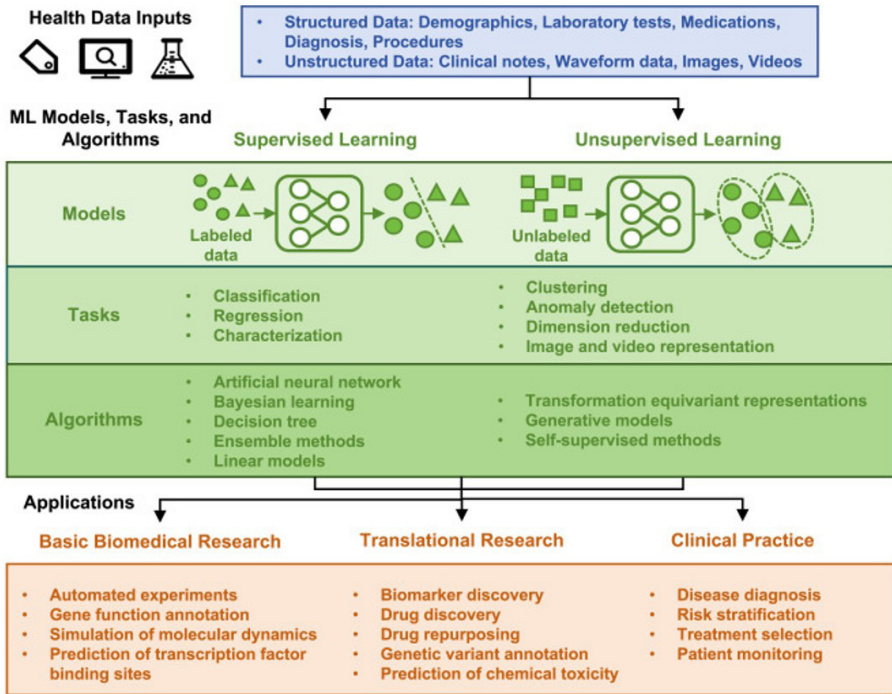 Health Data Inputs
• Structured Data: Demographics, Laboratory tests, Medications,
Diagnosis, Procedures
• Unstructured Data: Clinical notes, Waveform data, Images, Videos
ML Models, Tasks, and
Algorithms
Supervised Learning
Unsupervised Learning
Models
Labeled
data
Unlabeled
data
Tasks
• Classification
• Regression
• Characterization
• Clustering
• Anomaly detection
• Dimension reduction
• Image and video representation
Algorithms
• Artificial neural network
• Bayesian learning
• Decision tree
• Ensemble methods
• Linear models
• Transformation equivariant representations
• Generative models
• Self-supervised methods
Applications
Basic Biomedical Research
• Automated experiments
• Gene function annotation
• Simulation of molecular dynamics
• Prediction of transcription factor
binding sites
Translational Research
• Biomarker discovery
• Drug discovery
• Drug repurposing
• Genetic variant annotation
• Prediction of chemical toxicity
Clinical Practice
• Disease diagnosis
• Risk stratification
• Treatment selection
• Patient monitoring